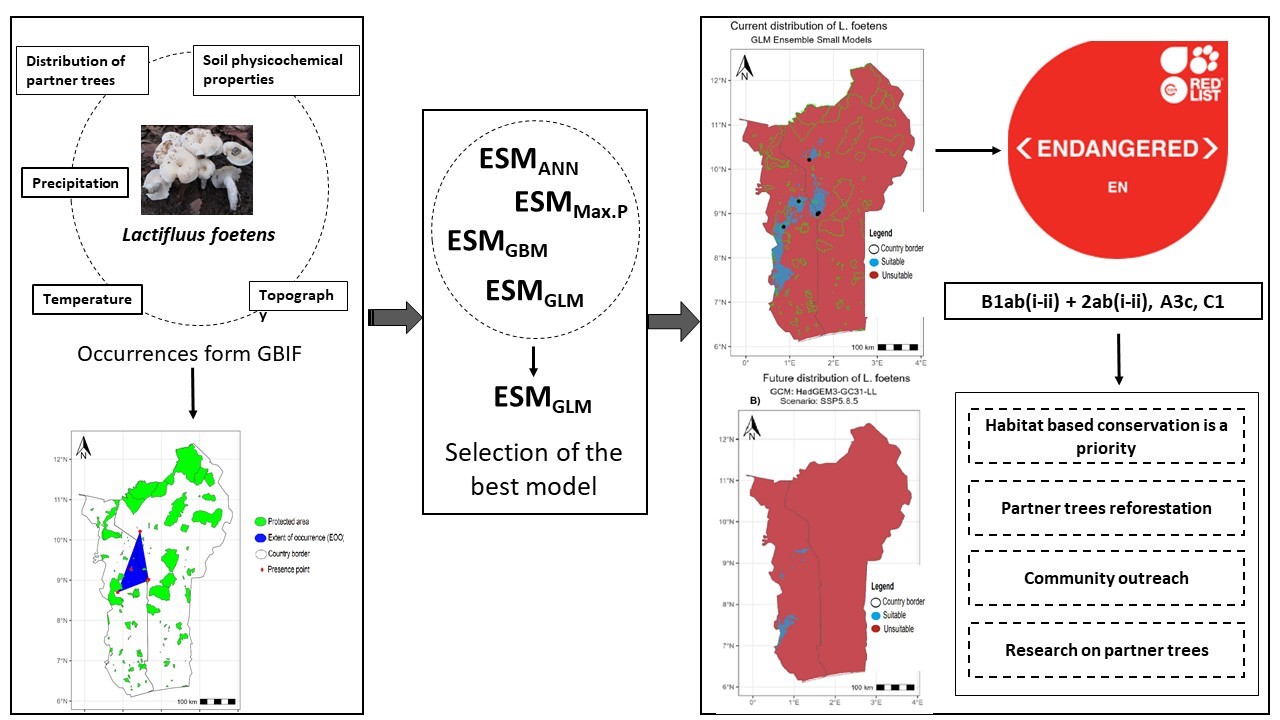 Distribution of
partner trees
Soil physicochemical
properties
Precipitation
Lactifluus foetens
Temperature
Topograph
y
Occurrences form GBIF
N
12°N
11°N
10°N
9°N
8°N
7°N
6°N
100 km
Protected area
Extent of occurrence (EOO)
Country border
Presence point
ESM ANN
ESM Max.P
ESM GBM
ESM GLM
ESM GLM
Selection of the
best model
Current distribution of L. foetens
GLM Ensemble Small Models
N
12°N
11°N
10°N
9°N
8°N
7°N
6°N
0°
1°E
2°E
3°E
4°E
100 km
Legend
Country border
Suitable
Unsuitable
Future distribution of L. foetens
GCM: HadGEM3-GC31-LL
B)
Scenario: SSP5.8.5
N
12°N
11°N
10°N
9°N
8°N
7°N
6°N
0°
1°E
2°E
3°E
4°E
100 km
Legend
Country border
Suitable
Unsuitable
RED
LIST
< ENDANGERED >
EN
B1ab(i-ii) + 2ab(i-ii), A3c, C1
Habitat based conservation is a
priority
Partner trees reforestation
Community outreach
Research on partner trees